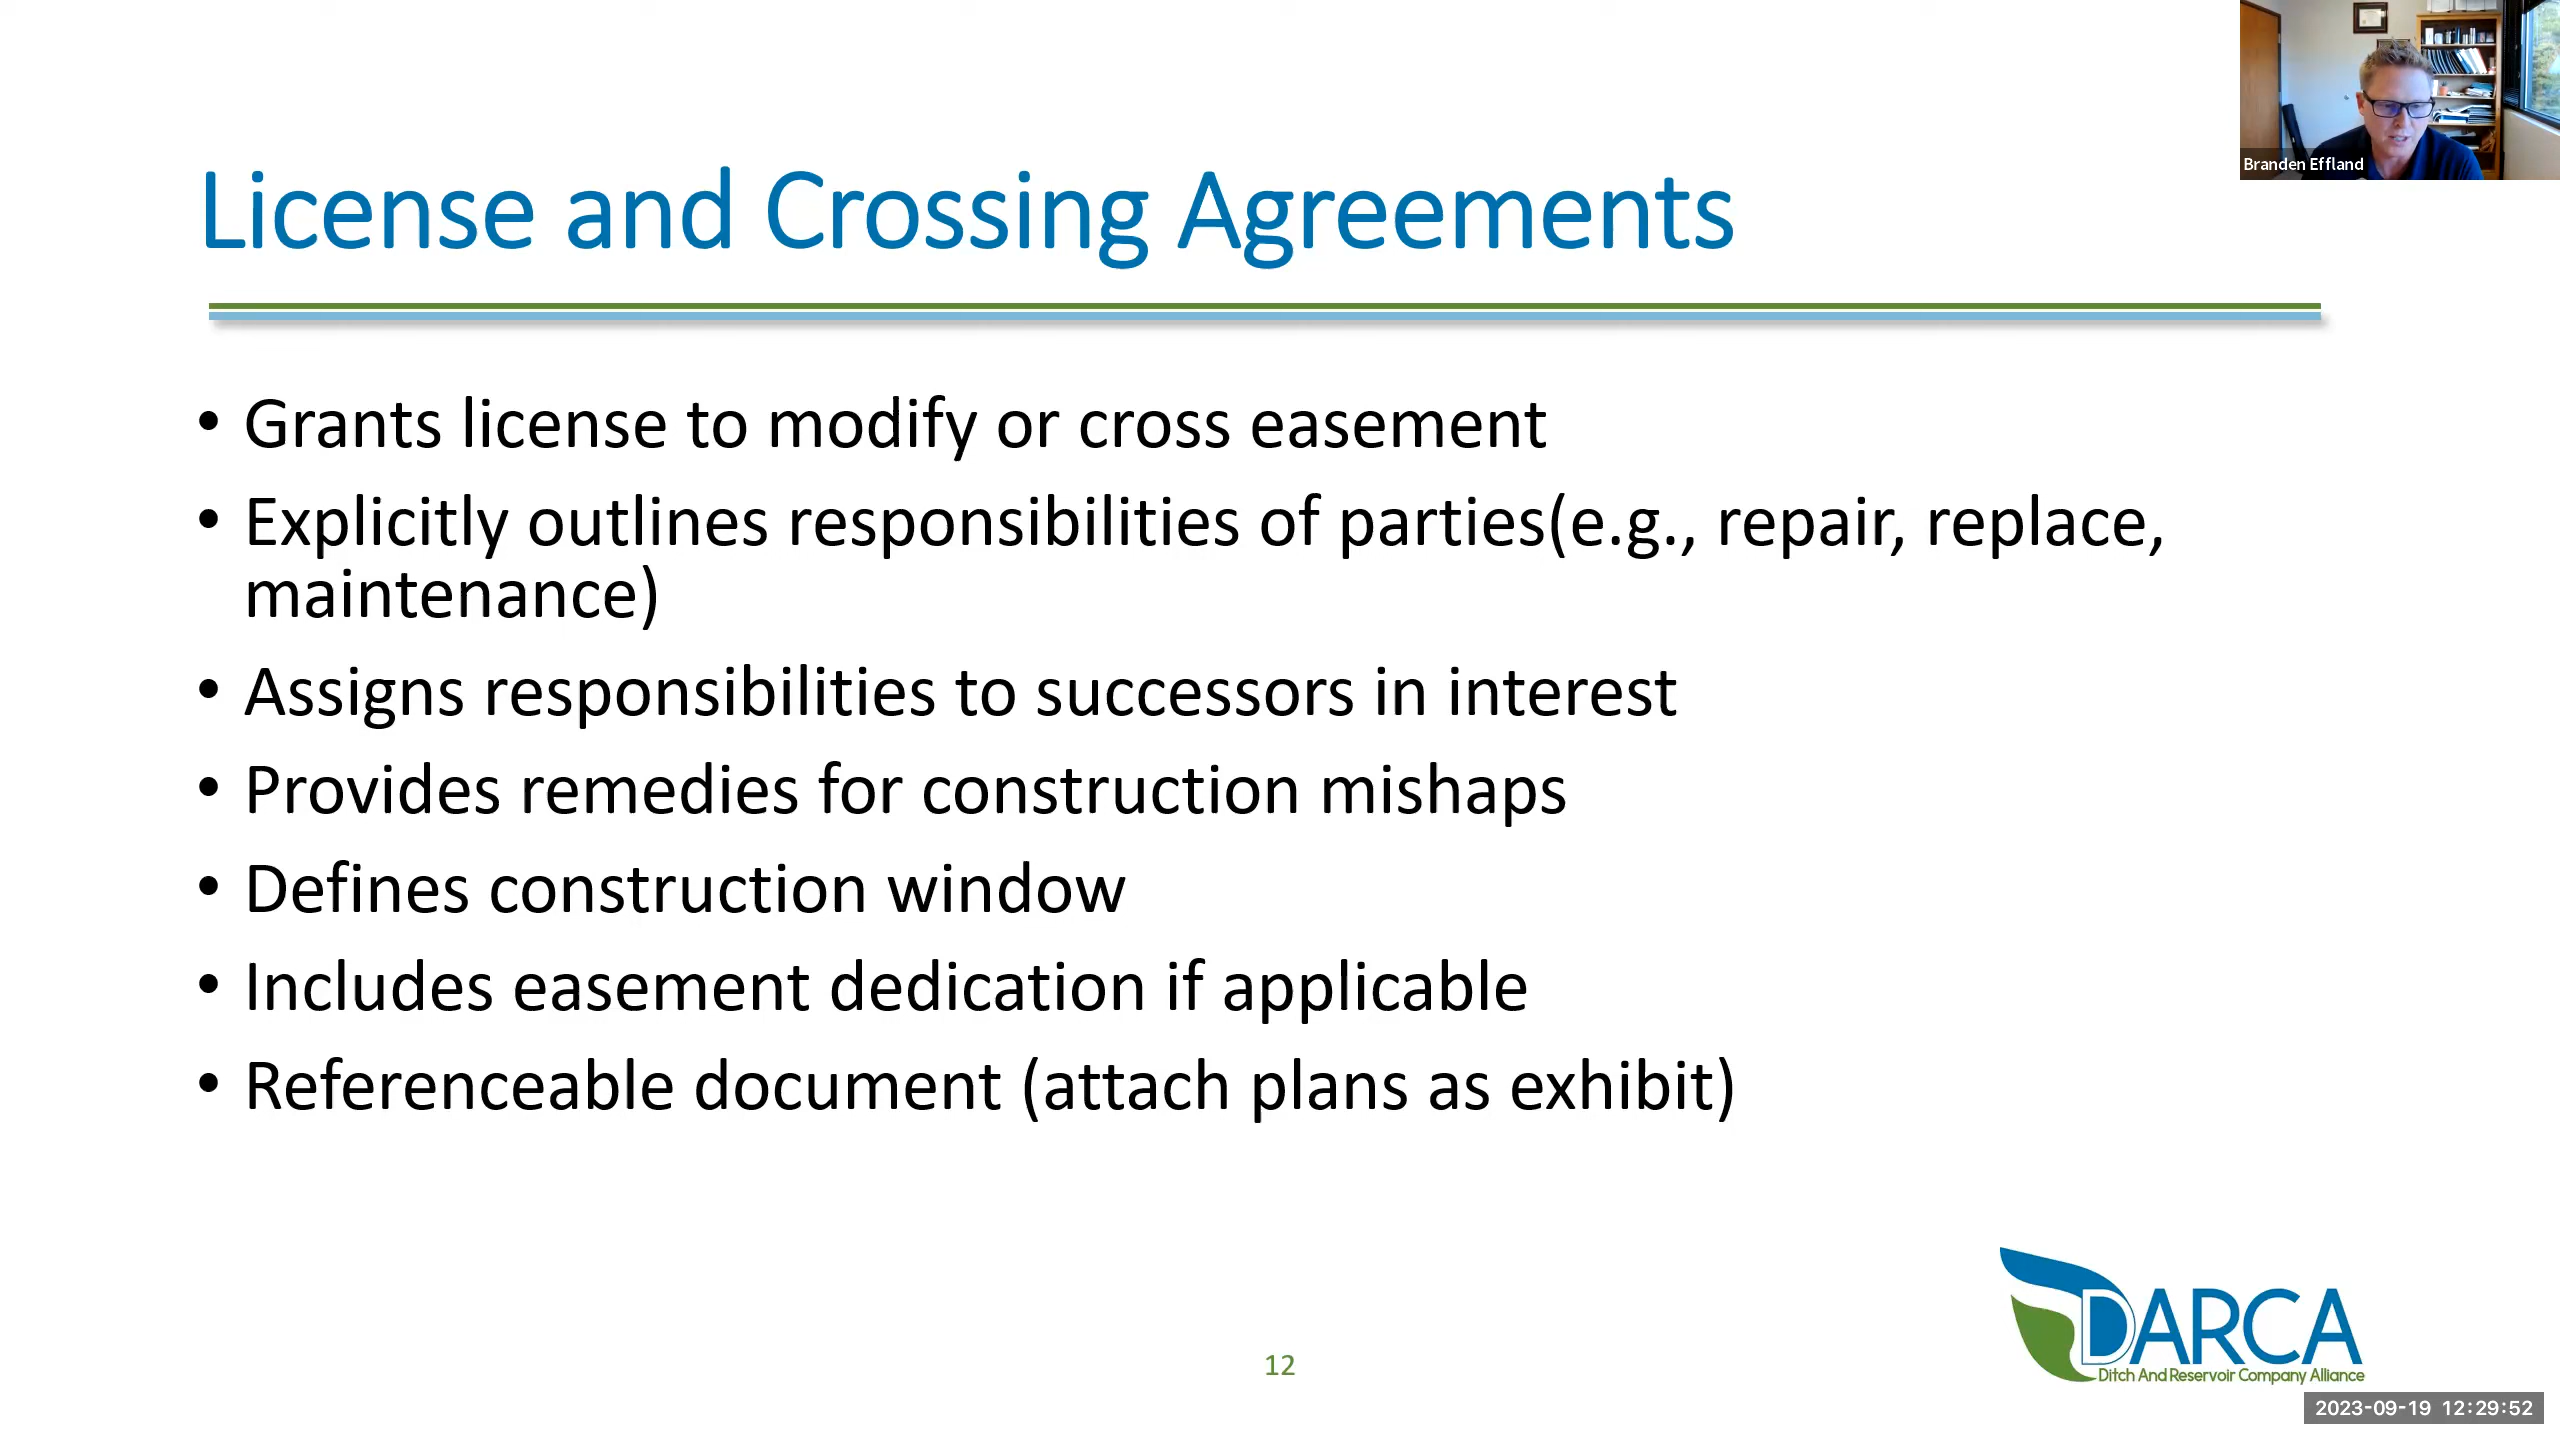 Branden Effland
License and Crossing Agreements
• Grants license to modify or cross easement
• Explicitly outlines responsibilities of parties(e.g., repair, replace,
maintenance)
• Assigns responsibilities to successors in interest
• Provides remedies for construction mishaps
• Defines construction window
• Includes easement dedication if applicable
• Referenceable document (attach plans as exhibit)
12
DARCA
Ditch And Reservoir Company Alliance
2023-09-19 12:29:52